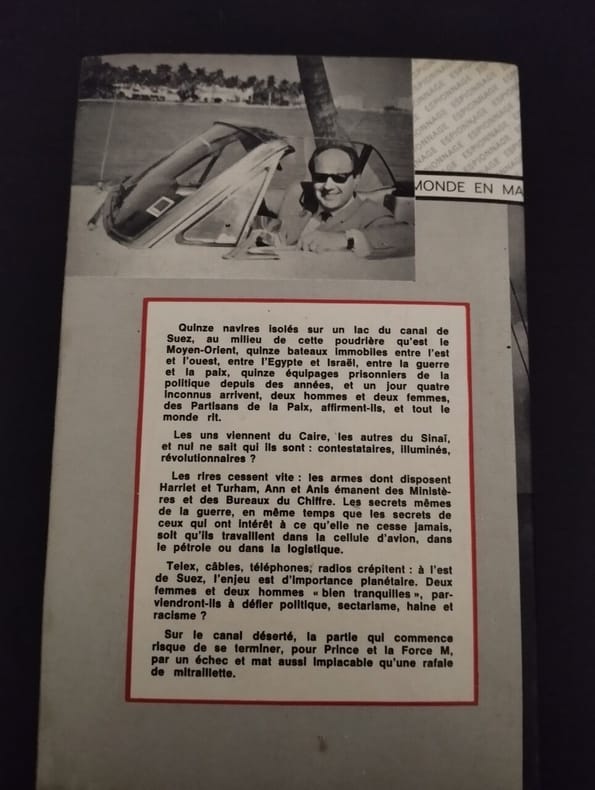 ESPIONNAGE ESPIONNAGE ESPIONNAGE
MONDE EN MA
Quinze navires isolés sur un lac du canal de
Suez, au milieu de cette poudrière qu'est le
Moyen-Orient, quinze bateaux immobiles entre l'est
et l'ouest, entre l'Egypte et Israël, entre la guerre
et la paix, quinze équipages prisonniers de la
politique depuis des années, et un jour quatre
inconnus arrivent, deux hommes et deux femmes,
des Partisans de la Paix, affirment-ils, et tout le
monde rit.
Les uns viennent du Caire, les autres du Sinaï,
et nul ne sait qui ils sont : contestataires, illuminés,
révolutionnaires ?
Les rires cessent vite : les armes dont disposent
Harriet et Turham, Ann et Anis émanent des Ministè-
res et des Bureaux du Chiffre. Les secrets mêmes
de la guerre, en même temps que les secrets de
ceux qui ont intérêt à ce qu'elle ne cesse jamais,
soit qu'ils travaillent dans la cellule d'avion, dans
le pétrole ou dans la logistique.
Telex, câbles, téléphones, radios crépitent : à l'est
de Suez, l'enjeu est d'importance planétaire. Deux
femmes et deux hommes « bien tranquilles », par-
viendront-ils à défier politique, sectarisme, haine et
racisme ?
Sur le canal déserté, la partie qui commence
risque de se terminer, pour Prince et la Force M,
par un échec et mat aussi implacable qu'une rafale
de mitraillette.